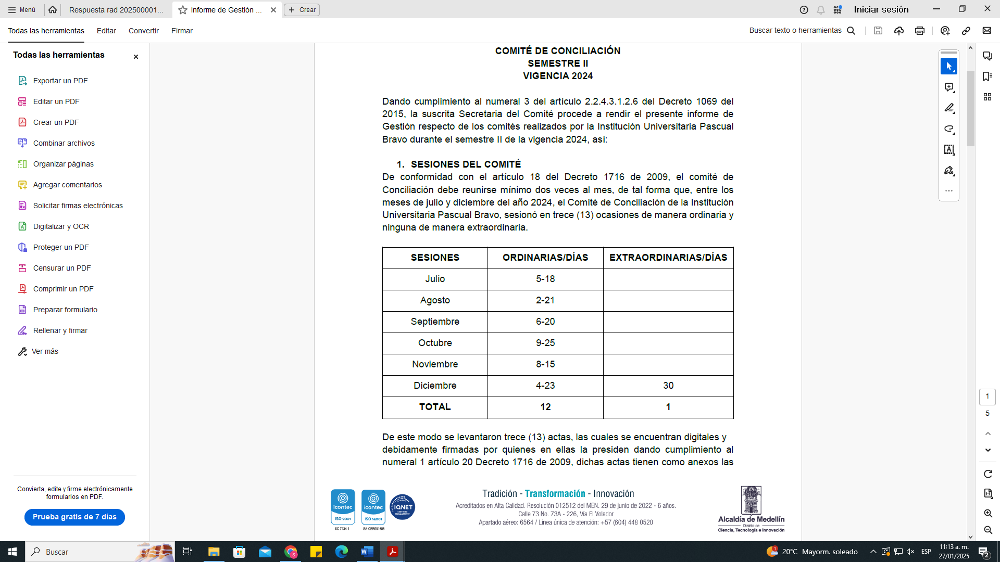 Menú
Respuesta rad 202500001...
Informe de Gestión ...
Crear
Iniciar sesión
Todas las herramientas
Editar
Convertir
Firmar
Buscar texto o herramientas
Todas las herramientas
Exportar un PDF
Editar un PDF
Crear un PDF
Combinar archivos
Organizar páginas
Agregar comentarios
Solicitar firmas electrónicas
Digitalizar y OCR
Proteger un PDF
Censurar un PDF
Comprimir un PDF
Preparar formulario
Rellenar y firmar
Ver más
Convierta, edite y firme electrónicamente
formularios en PDF.
Prueba gratis de 7 días
COMITÉ DE CONCILIACIÓN
SEMESTRE II
VIGENCIA 2024
Dando cumplimiento al numeral 3 del artículo 2.2.4.3.1.2.6 del Decreto 1069 del
2015, la suscrita Secretaria del Comité procede a rendir el presente informe de
Gestión respecto de los comités realizados por la Institución Universitaria Pascual
Bravo durante el semestre II de la vigencia 2024, así:
1. SESIONES DEL COMITÉ
De conformidad con el artículo 18 del Decreto 1716 de 2009, el comité de
Conciliación debe reunirse mínimo dos veces al mes, de tal forma que, entre los
meses de julio y diciembre del año 2024, el Comité de Conciliación de la Institución
Universitaria Pascual Bravo, sesionó en trece (13) ocasiones de manera ordinaria y
ninguna de manera extraordinaria.
SESIONES ORDINARIAS/DÍAS EXTRAORDINARIAS/DÍAS
Julio 5-18
Agosto 2-21
Septiembre 6-20
Octubre 9-25
Noviembre 8-15
Diciembre 4-23 30
TOTAL 12 1
De este modo se levantaron trece (13) actas, las cuales se encuentran digitales y
debidamente firmadas por quienes en ellas la presiden dando cumplimiento al
numeral 1 artículo 20 Decreto 1716 de 2009, dichas actas tienen como anexos las
icontec
ISO 9001
SC 7134-1
icontec
ISO 14001
SA-CER901605
IQNET
CERTIFIED
MANAGEMENT
Tradición - Transformación - Innovación
Acreditados en Alta Calidad. Resolución 012512 del MEN. 29 de junio de 2022 - 6 años.
Calle 73 No. 73A - 226, Vía El Volador
Apartado aéreo: 6564 / Linea única de atención: +57 (604) 448 0520
Alcaldía de Medellín
Distrito de
Ciencia, Tecnología e Innovación
1
5
Buscar
20°C Mayorm. soleado
ESP
11:13 a. m.
27/01/2025
2